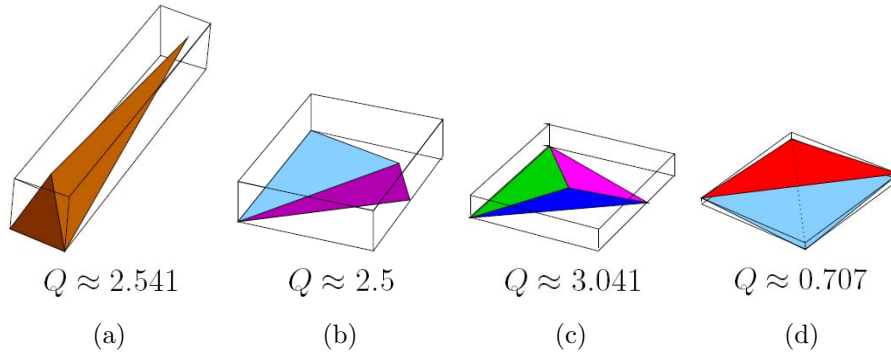 Q ≈ 2.541 Q ≈ 2.5 Q ≈ 3.041 Q ≈ 0.707
(a) (b) (c) (d)